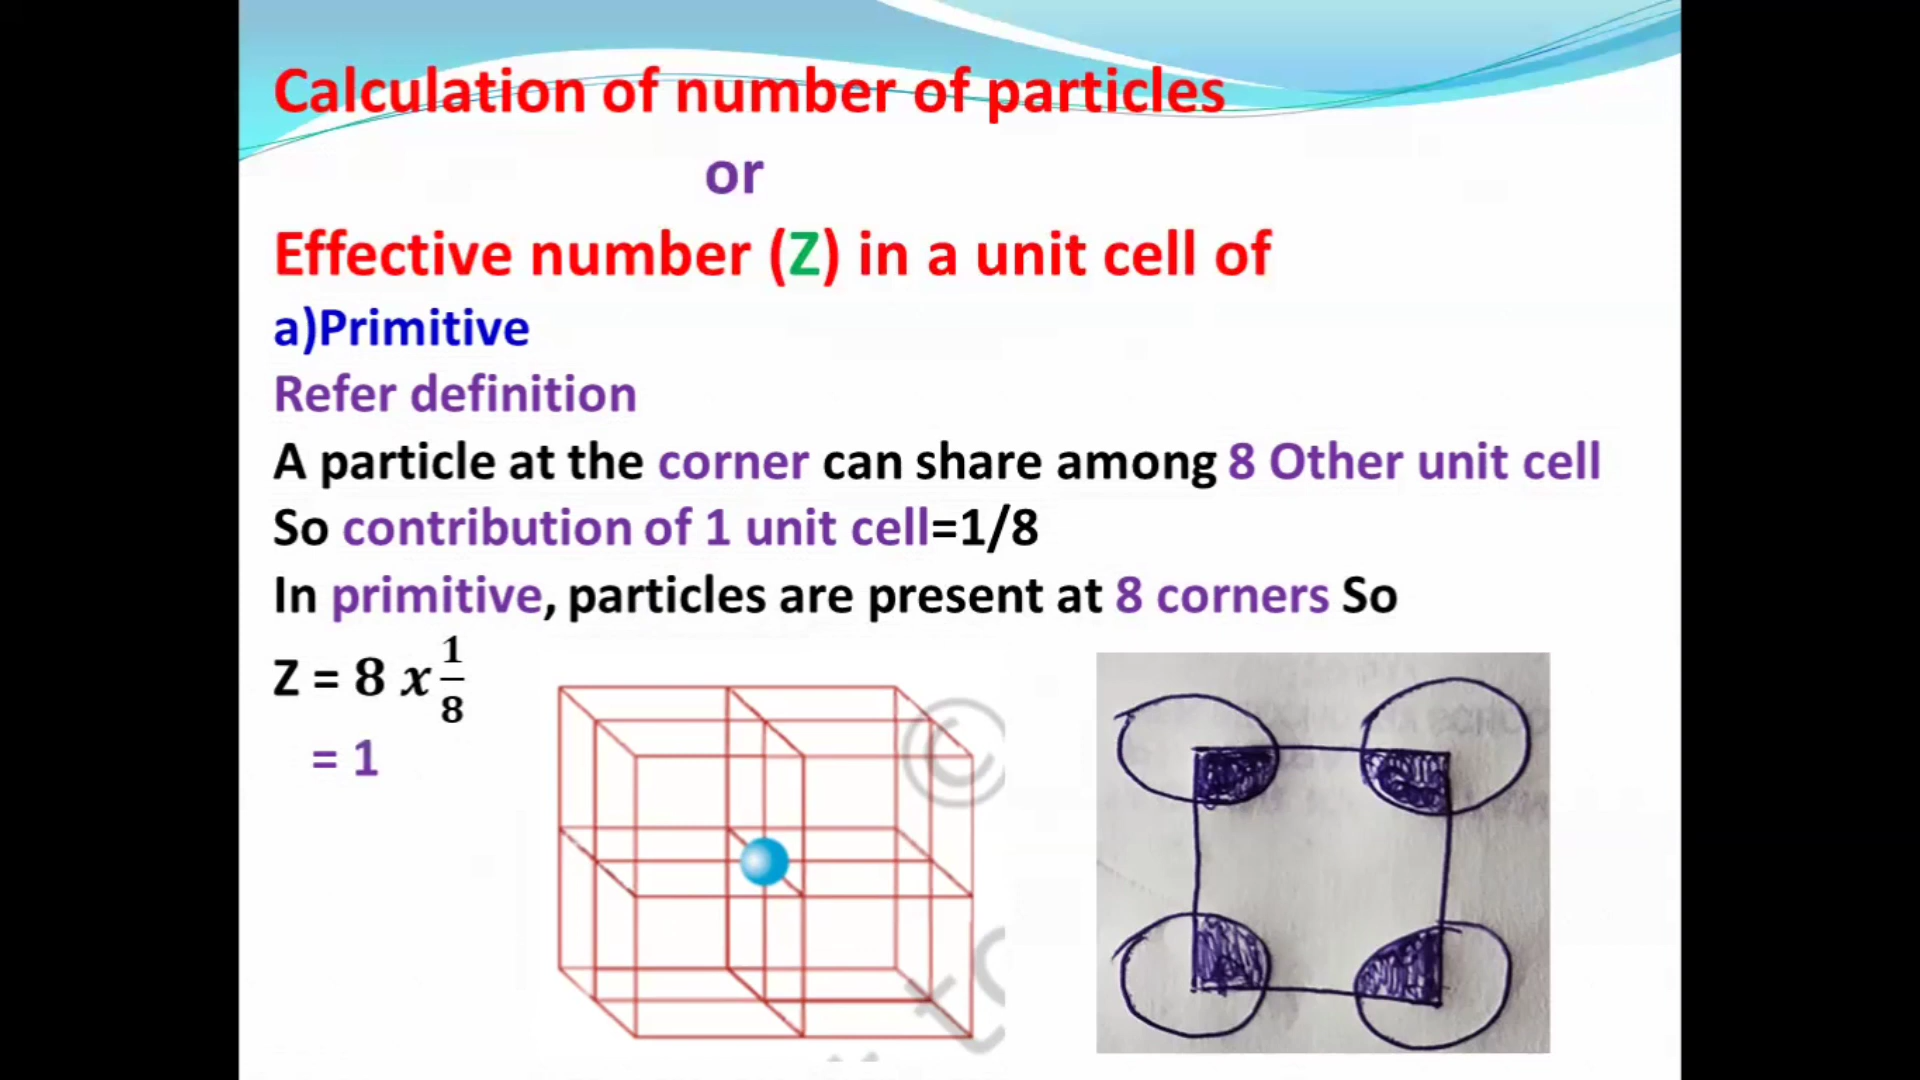 Calculation of number of particles
or
Effective number (Z) in a unit cell of
a)Primitive
Refer definition
A particle at the corner can share among 8 Other unit cell
So contribution of 1 unit cell=1/8
In primitive, particles are present at 8 corners So
Z = 8 x 1/8
= 1
©